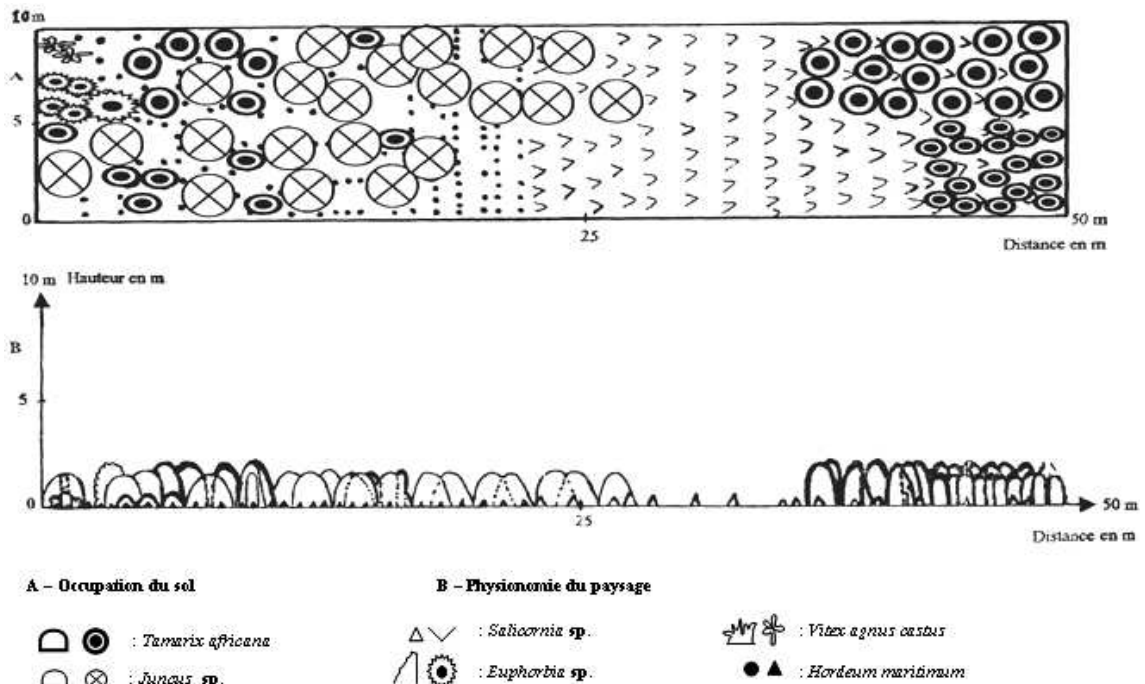 10 m
A
5
0
25
50 m
Distance en m
10 m Hauteur en m
B
5
0
25
50 m
Distance en m
A – Occupation du sol B – Physionomie du paysage
: Tamarix africana : Salicornia sp. : Vitex agnus castus
: Juncus sp. : Euphorbia sp. : Hordeum maritimum